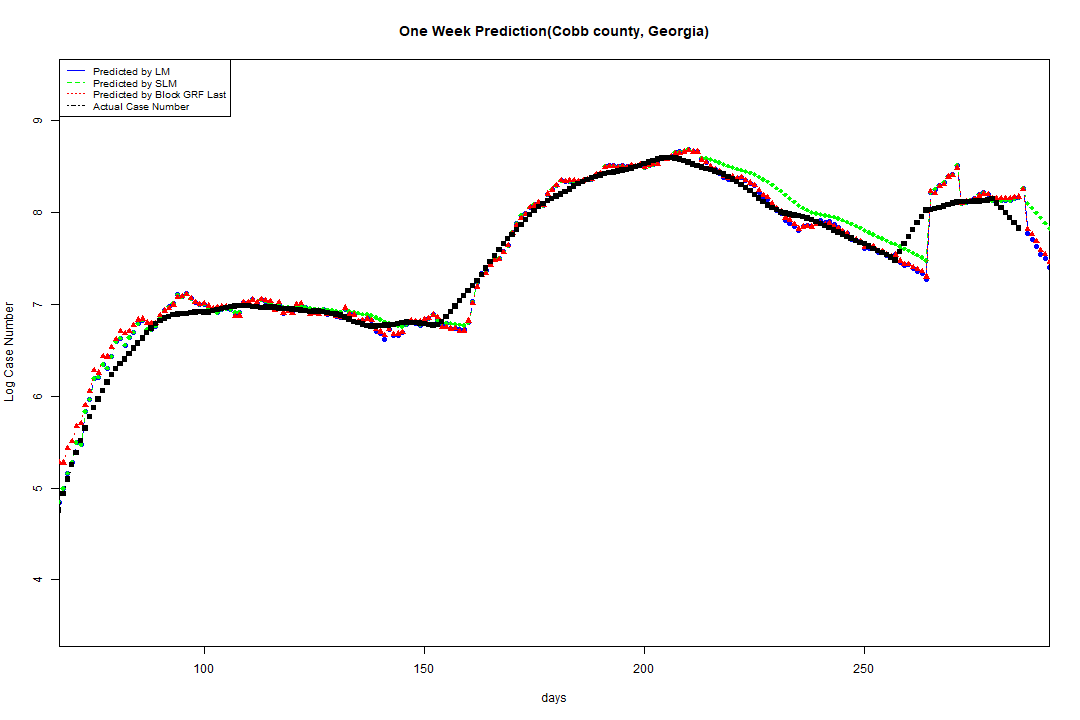 One Week Prediction(Cobb county, Georgia)
Predicted by LM
Predicted by SLM
Predicted by Block GRF Last
Actual Case Number
9
8
7
6
5
4
Log Case Number
100 150 200 250
days